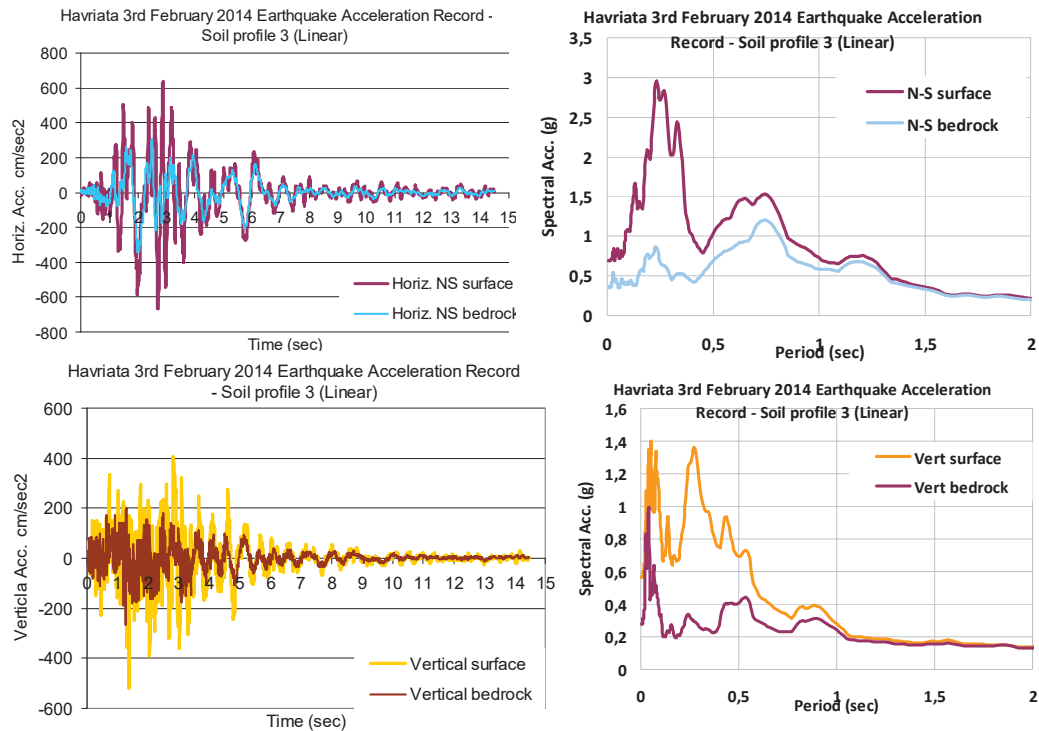 Havriata 3rd February 2014 Earthquake Acceleration Record -
Soil profile 3 (Linear)
Horiz. Acc. cm/sec2
800
600
400
200
0
-200
-400
-600
-800
0 1 2 3 4 5 6 7 8 9 10 11 12 13 14 15
Horiz. NS surface
Horiz. NS bedrock
Time (sec)
Havriata 3rd February 2014 Earthquake Acceleration
Record - Soil profile 3 (Linear)
Spectral Acc. (g)
3,5
3
2,5
2
1,5
1
0,5
0
N-S surface
N-S bedrock
0 0,5 1 1,5 2
Period (sec)
Havriata 3rd February 2014 Earthquake Acceleration Record
- Soil profile 3 (Linear)
Verticla Acc. cm/sec2
600
400
200
0
-200
-400
-600
0 1 2 3 4 5 6 7 8 9 10 11 12 13 14 15
Vertical surface
Vertical bedrock
Time (sec)
Havriata 3rd February 2014 Earthquake Acceleration
Record - Soil profile 3 (Linear)
Spectral Acc. (g)
1,6
1,4
1,2
1
0,8
0,6
0,4
0,2
0
Vert surface
Vert bedrock
0 0,5 1 1,5 2
Period (sec)